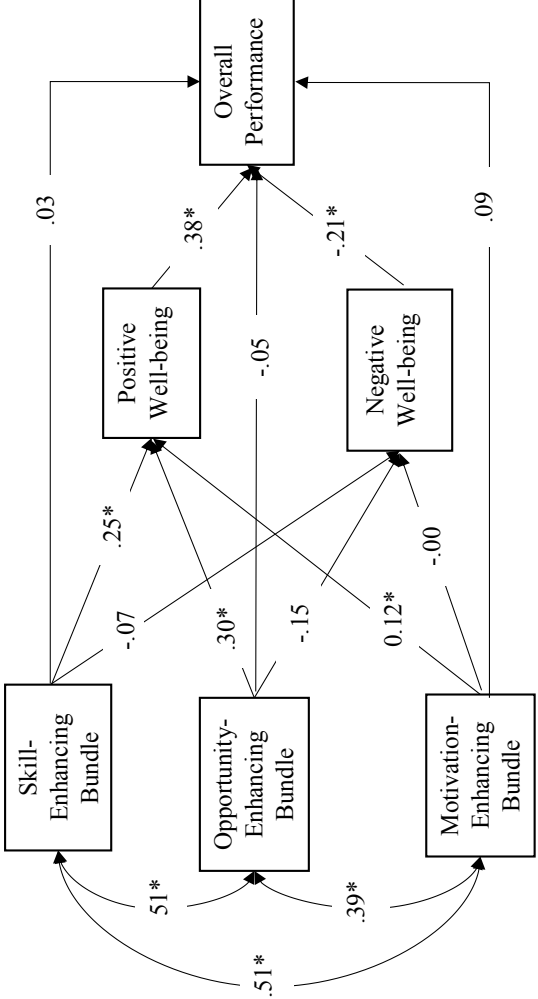 Skill-
Enhancing
Bundle
Opportunity-
Enhancing
Bundle
Motivation-
Enhancing
Bundle
.51*
51*
.39*
.03
.25*
-.07
.30*
-.15
0.12*
-.00
-.05
.09
Positive
Well-being
Negative
Well-being
.38*
-.21*
Overall
Performance